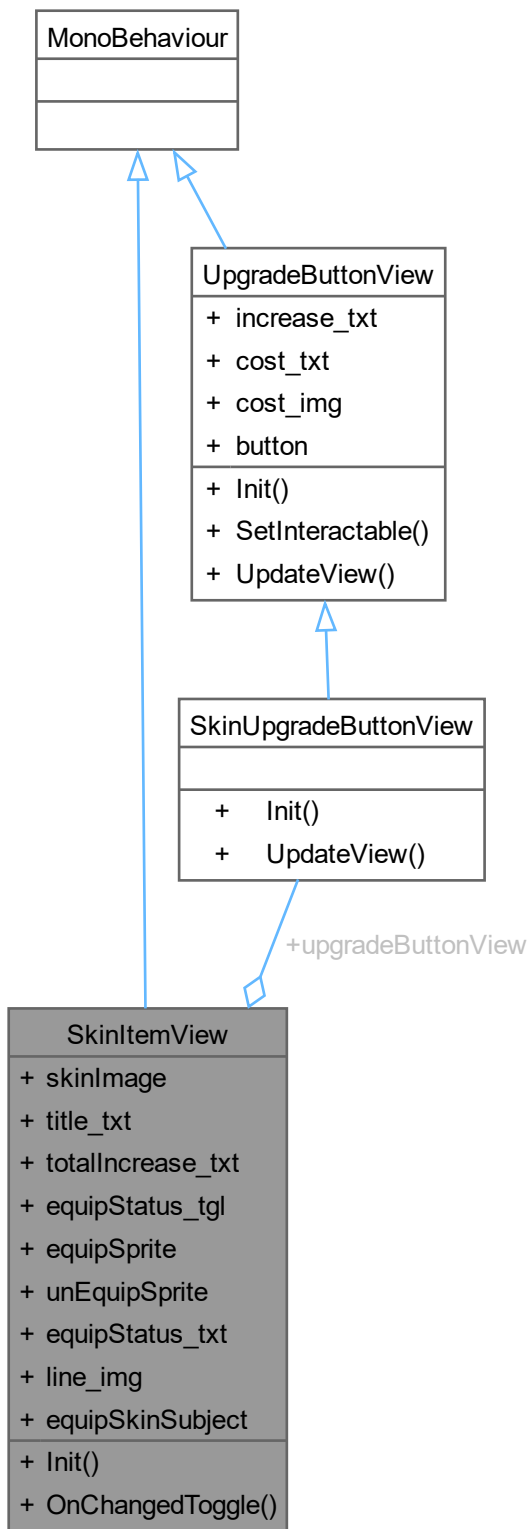 MonoBehaviour
UpgradeButtonView
+ increase_txt
+ cost_txt
+ cost_img
+ button
+ Init()
+ SetInteractable()
+ UpdateView()
SkinUpgradeButtonView
+ Init()
+ UpdateView()
+upgradeButtonView
SkinItemView
+ skinImage
+ title_txt
+ totalIncrease_txt
+ equipStatus_tgl
+ equipSprite
+ unEquipSprite
+ equipStatus_txt
+ line_img
+ equipSkinSubject
+ Init()
+ OnChangedToggle()